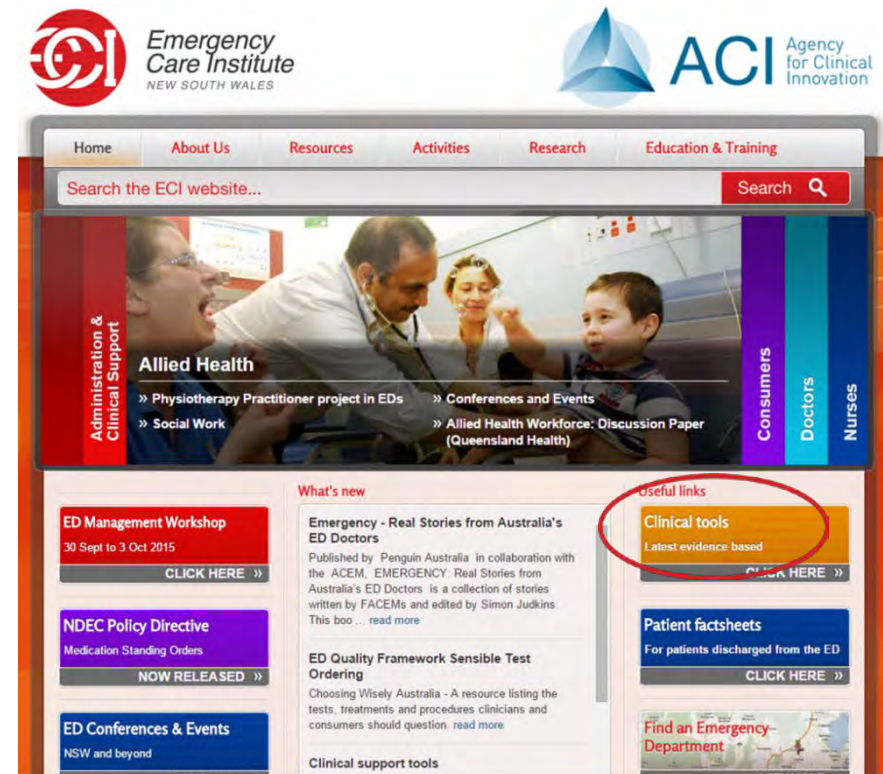 ECI
Emergency
Care Institute
NEW SOUTH WALES
ACI
Agency
for Clinical
Innovation
Home
About Us
Resources
Activities
Research
Education & Training
Search the ECI website...
Search
Administration &
Clinical Support
Allied Health
» Physiotherapy Practitioner project in EDs
» Social Work
» Conferences and Events
» Allied Health Workforce: Discussion Paper
(Queensland Health)
Consumers
Doctors
Nurses
ED Management Workshop
30 Sept to 3 Oct 2015
CLICK HERE »
NDEC Policy Directive
Medication Standing Orders
NOW RELEASED »
ED Conferences & Events
NSW and beyond
What's new
Emergency - Real Stories from Australia's
ED Doctors
Published by Penguin Australia in collaboration with
the ACEM, EMERGENCY: Real Stories from
Australia's ED Doctors is a collection of stories
written by FACEMs and edited by Simon Judkins.
This boo ... read more
ED Quality Framework Sensible Test
Ordering
Choosing Wisely Australia - A resource listing the
tests, treatments and procedures clinicians and
consumers should question. read more
Clinical support tools
Useful links
Clinical tools
Latest evidence based
CLICK HERE »
Patient factsheets
For patients discharged from the ED
CLICK HERE »
Find an Emergency
Department